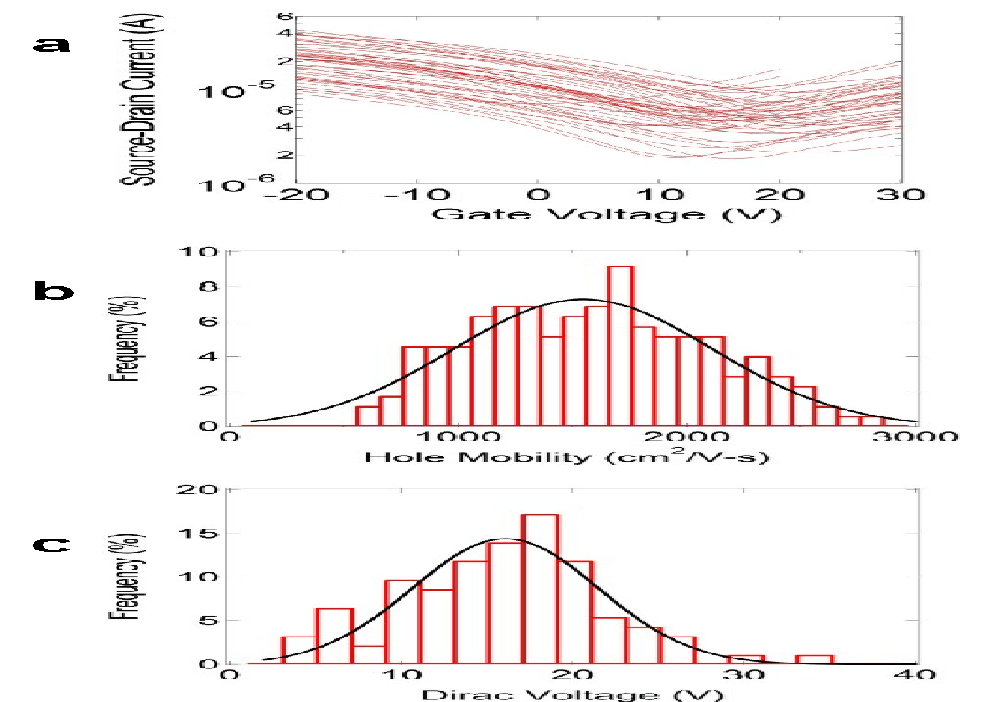 a
Source-Drain Current (A)
6
4
2
10-5
6
4
2
10-6
-20 -10 0 10 20 30
Gate Voltage (V)
b
Frequency (%)
10
8
6
4
2
0
0 1000 2000 3000
Hole Mobility (cm2/V-s)
c
Frequency (%)
20
15
10
5
0
0 10 20 30 40
Dirac Voltage (V)